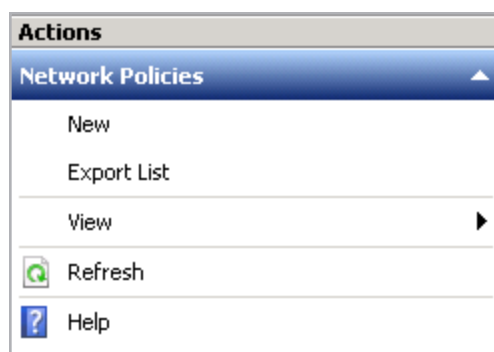 Actions
Network Policies
New
Export List
View
Refresh
Help